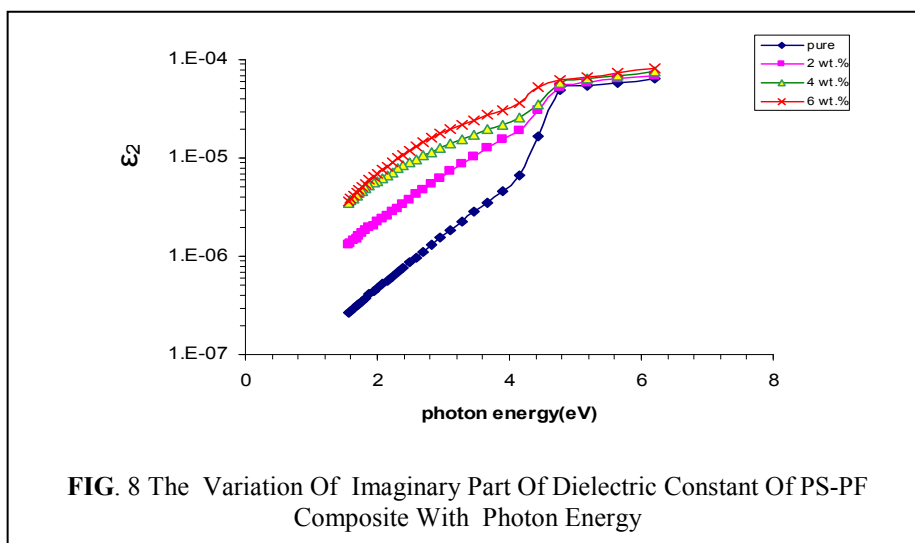 1.E-04
1.E-05
1.E-06
1.E-07
ε2
0 2 4 6 8
photon energy(eV)
pure
2 wt.%
4 wt.%
6 wt.%
FIG. 8 The Variation Of Imaginary Part Of Dielectric Constant Of PS-PF
Composite With Photon Energy